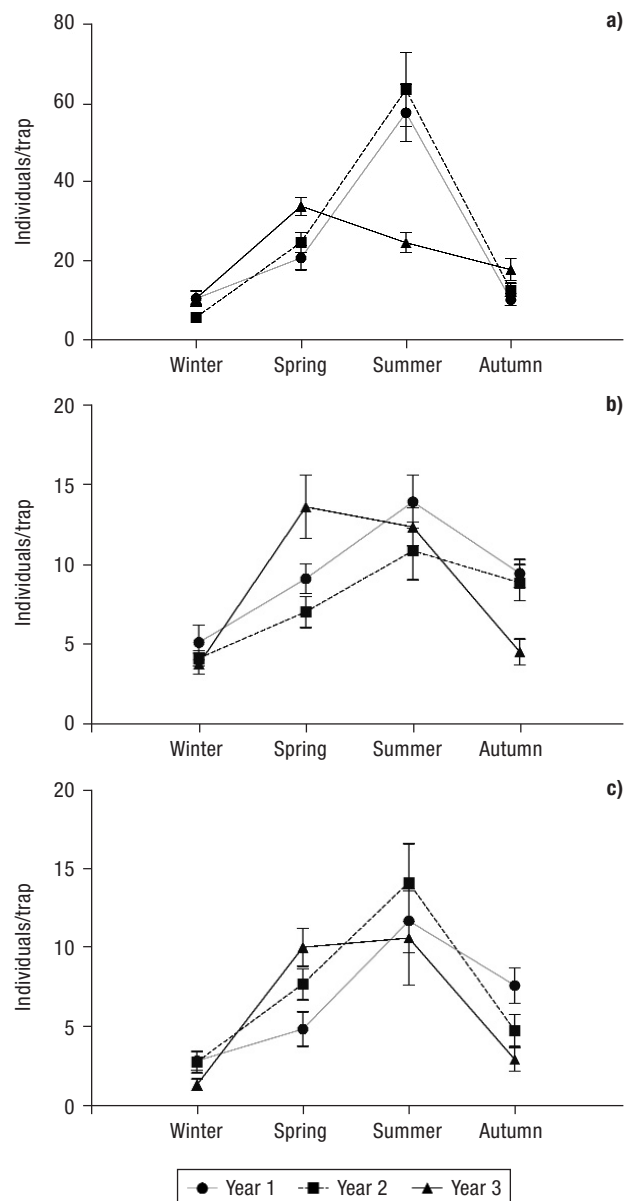 a)
80
60
40
20
0
Individuals/trap
Winter Spring Summer Autumn
b)
20
15
10
5
0
Individuals/trap
Winter Spring Summer Autumn
c)
20
15
10
5
0
Individuals/trap
Winter Spring Summer Autumn
Year 1 Year 2 Year 3